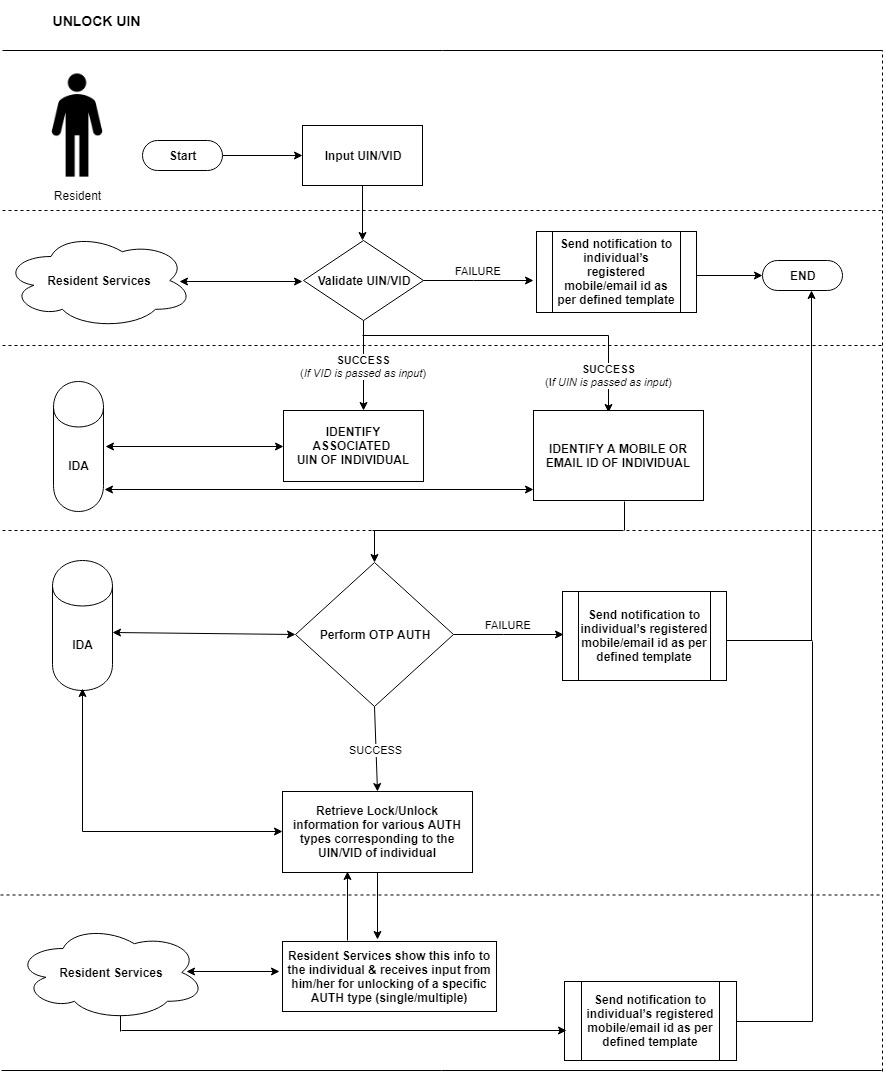 UNLOCK UIN
Start
Input UIN/VID
Resident
Resident Services
Validate UIN/VID
FAILURE
Send notification to
individual's
registered
mobile/email id as
per defined template
END
SUCCESS
(If VID is passed as input)
SUCCESS
(If UIN is passed as input)
IDA
IDENTIFY
ASSOCIATED
UIN OF INDIVIDUAL
IDENTIFY A MOBILE OR
EMAIL ID OF INDIVIDUAL
IDA
Perform OTP AUTH
FAILURE
Send notification to
individual's registered
mobile/email id as per
defined template
SUCCESS
Retrieve Lock/Unlock
information for various AUTH
types corresponding to the
UIN/VID of individual
Resident Services
Resident Services show this info to
the individual & receives input from
him/her for unlocking of a specific
AUTH type (single/multiple)
Send notification to
individual's registered
mobile/email id as per
defined template